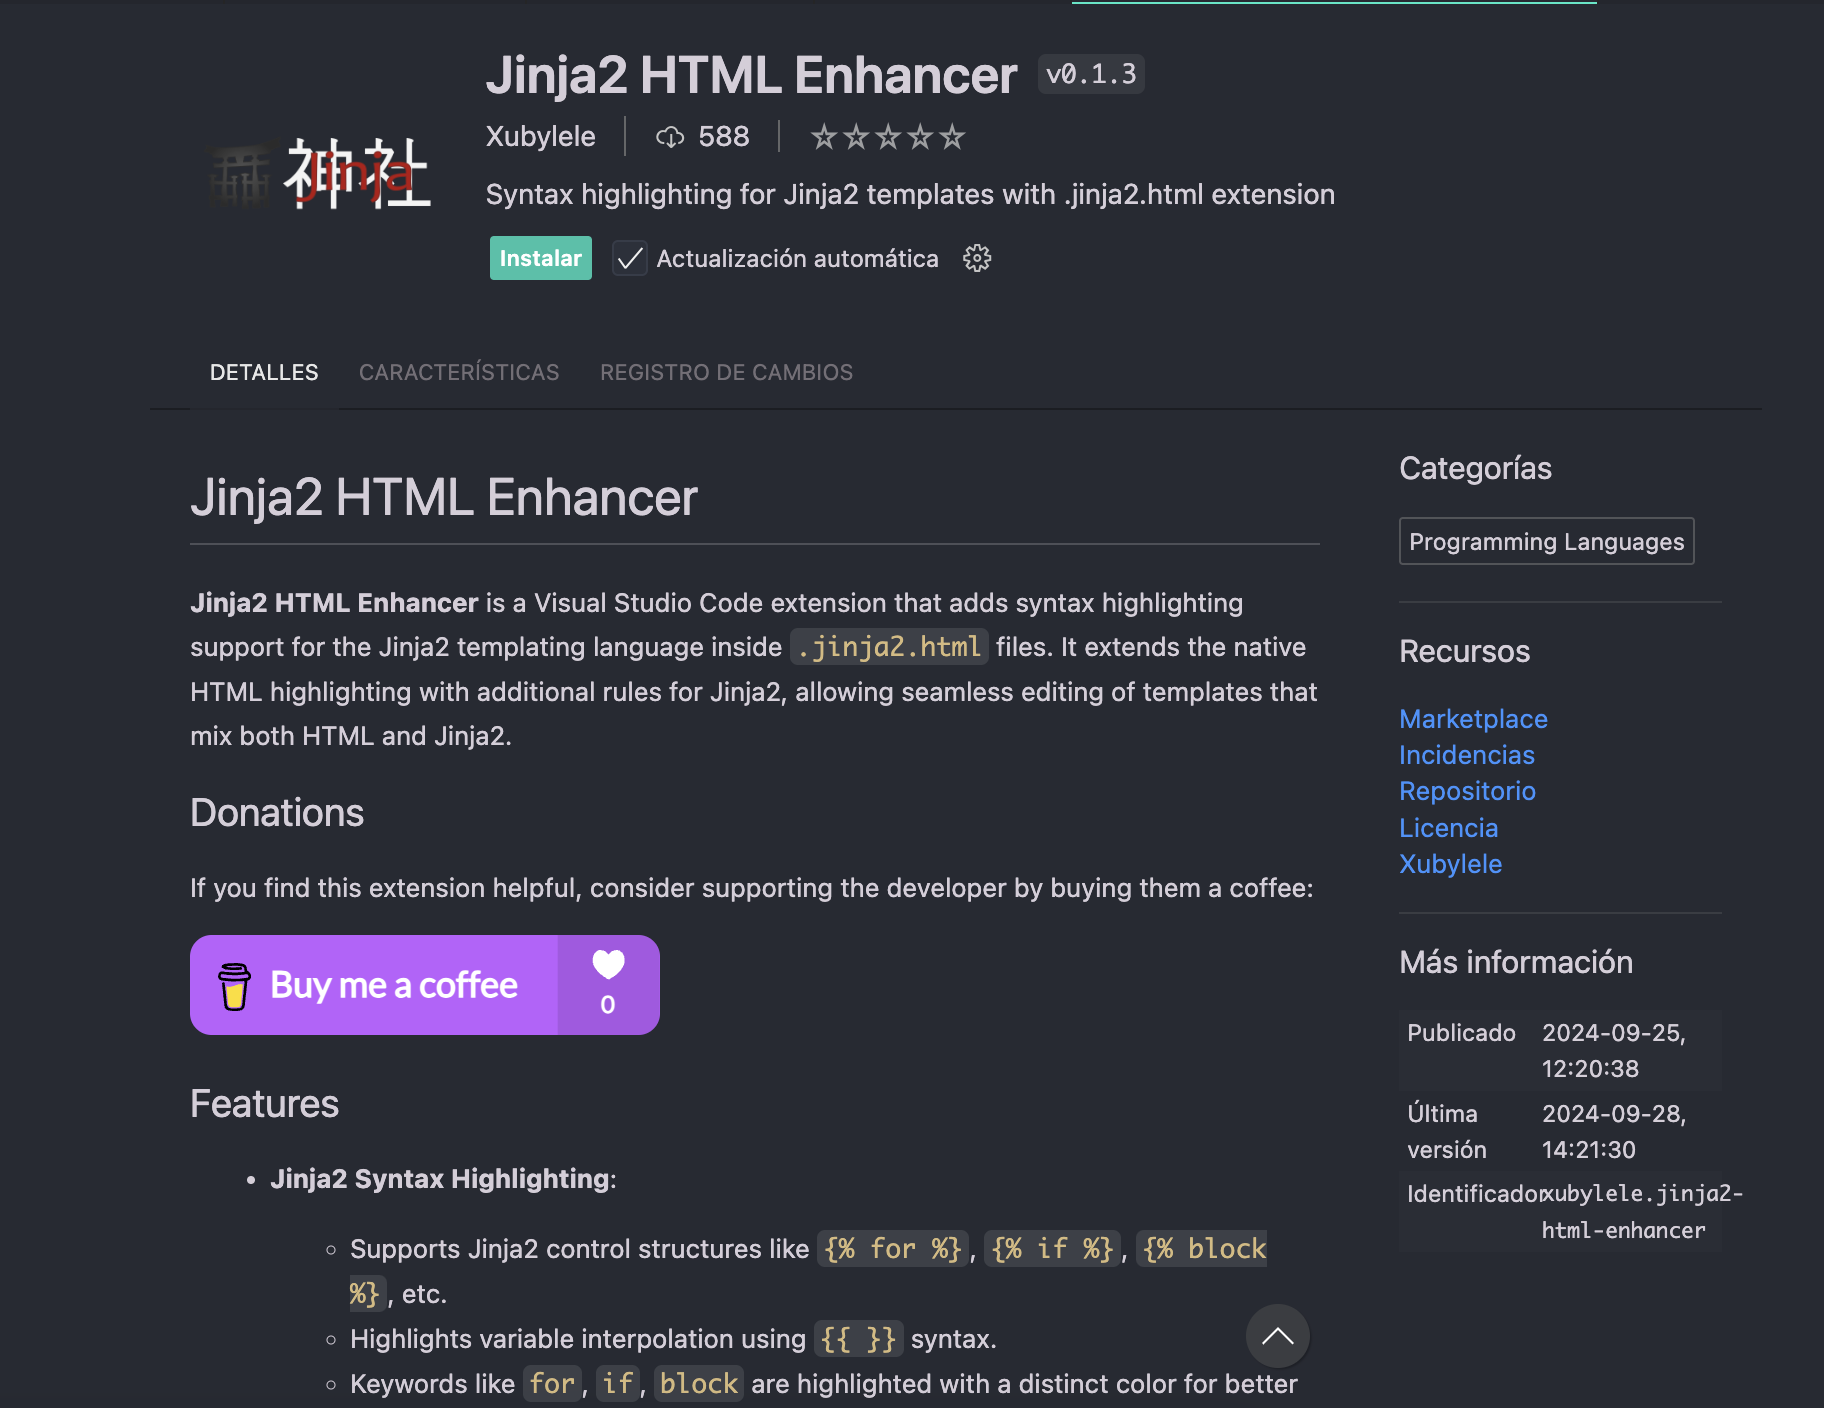 Jinja2 HTML Enhancer v0.1.3
Xubylele 588
神社
Jinja
Syntax highlighting for Jinja2 templates with .jinja2.html extension
Instalar Actualización automática
DETALLES CARACTERÍSTICAS REGISTRO DE CAMBIOS
Jinja2 HTML Enhancer
Jinja2 HTML Enhancer is a Visual Studio Code extension that adds syntax highlighting
support for the Jinja2 templating language inside .jinja2.html files. It extends the native
HTML highlighting with additional rules for Jinja2, allowing seamless editing of templates that
mix both HTML and Jinja2.
Donations
If you find this extension helpful, consider supporting the developer by buying them a coffee:
Buy me a coffee
0
Features
• Jinja2 Syntax Highlighting:
◦ Supports Jinja2 control structures like {% for %}, {% if %}, {% block
%}, etc.
◦ Highlights variable interpolation using {{ }} syntax.
◦ Keywords like for, if, block are highlighted with a distinct color for better
Categorías
Programming Languages
Recursos
Marketplace
Incidencias
Repositorio
Licencia
Xubylele
Más información
Publicado 2024-09-25,
12:20:38
Última 2024-09-28,
versión 14:21:30
Identificador xubylele.jinja2-
html-enhancer